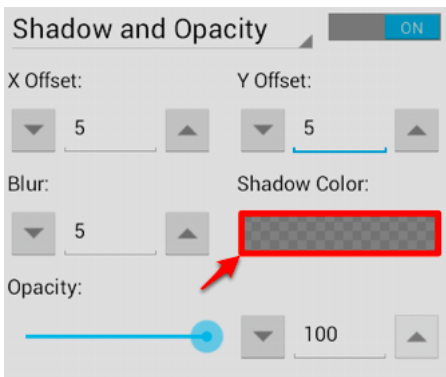 Shadow and Opacity ON
X Offset: Y Offset:
5 5
Blur: Shadow Color:
5
Opacity:
100